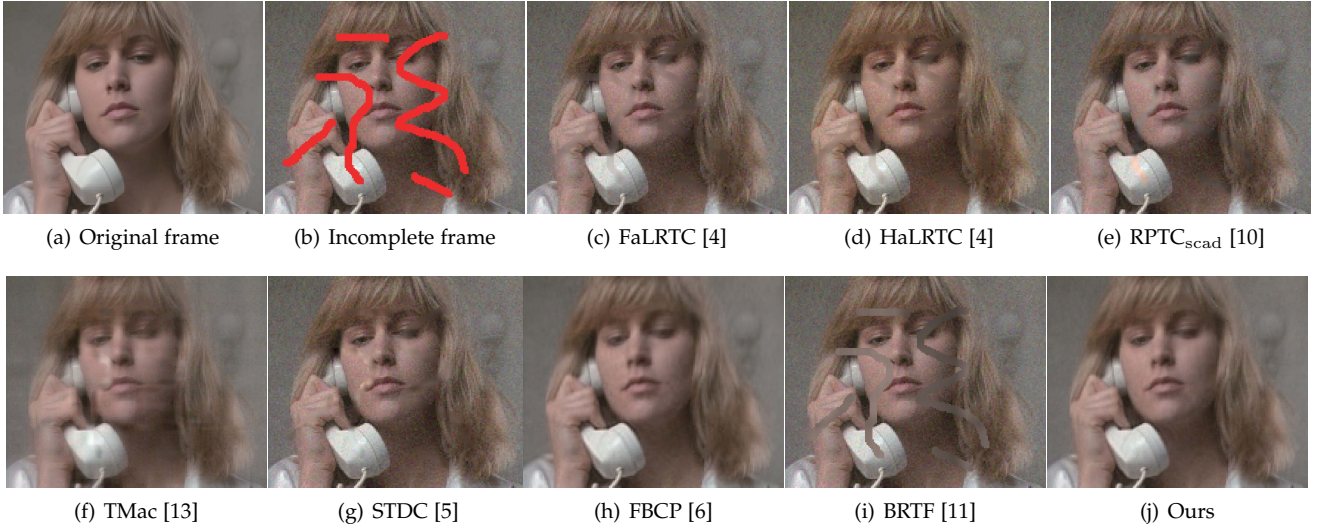 (a) Original frame
(b) Incomplete frame
(c) FaLRTC [4]
(d) HaLRTC [4]
(e) RPTCscad [10]
(f) TMac [13]
(g) STDC [5]
(h) FBCP [6]
(i) BRTF [11]
(j) Ours